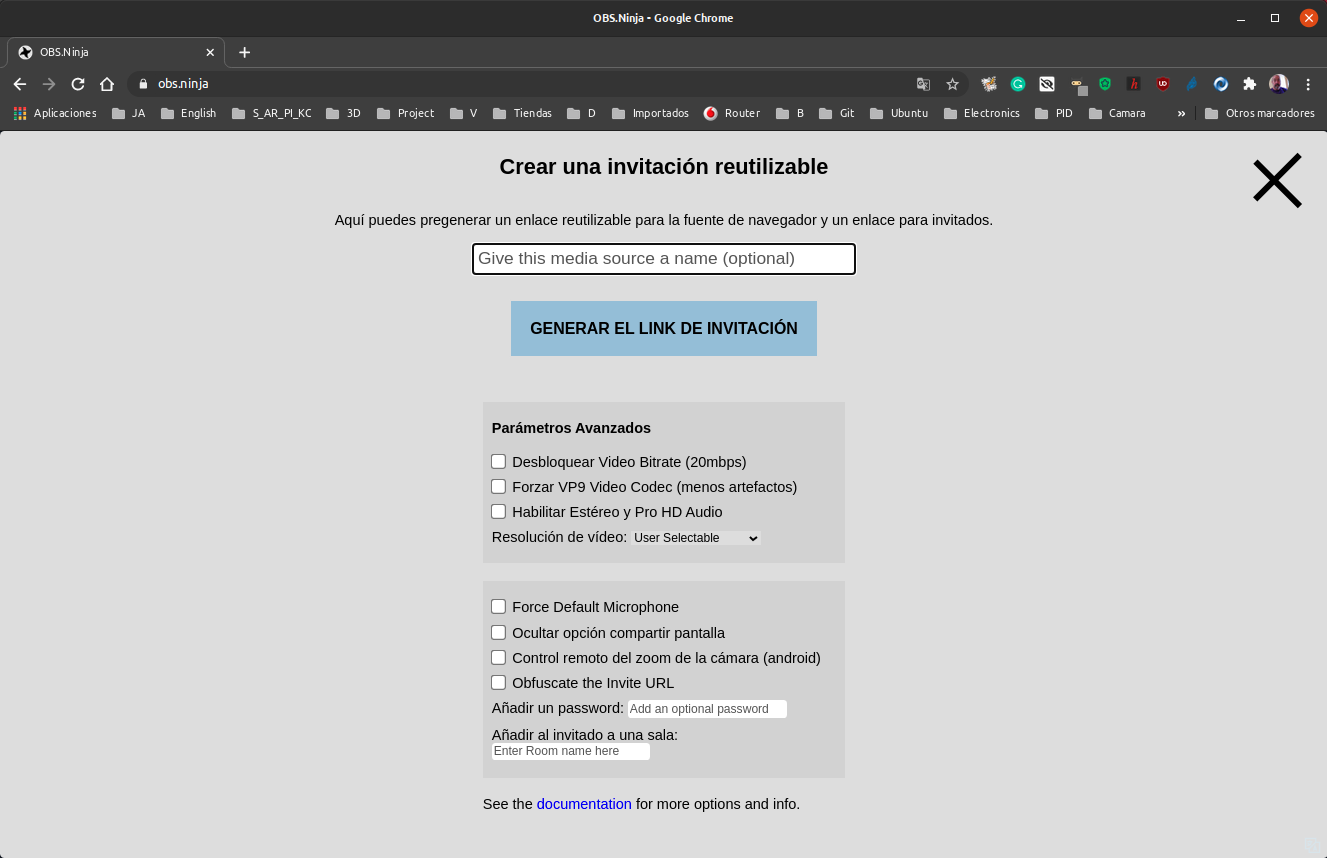 OBS.Ninja - Google Chrome
OBS.Ninja
obs.ninja
Aplicaciones JA English S_AR_PI_KC 3D Project V Tiendas D Importados Router B Git Ubuntu Electronics PID Camara » Otros marcadores
Crear una invitación reutilizable
Aquí puedes pregenerar un enlace reutilizable para la fuente de navegador y un enlace para invitados.
Give this media source a name (optional)
GENERAR EL LINK DE INVITACIÓN
Parámetros Avanzados
Desbloquear Video Bitrate (20mbps)
Forzar VP9 Video Codec (menos artefactos)
Habilitar Estéreo y Pro HD Audio
Resolución de vídeo: User Selectable
Force Default Microphone
Ocultar opción compartir pantalla
Control remoto del zoom de la cámara (android)
Obfuscate the Invite URL
Añadir un password: Add an optional password
Añadir al invitado a una sala:
Enter Room name here
See the documentation for more options and info.